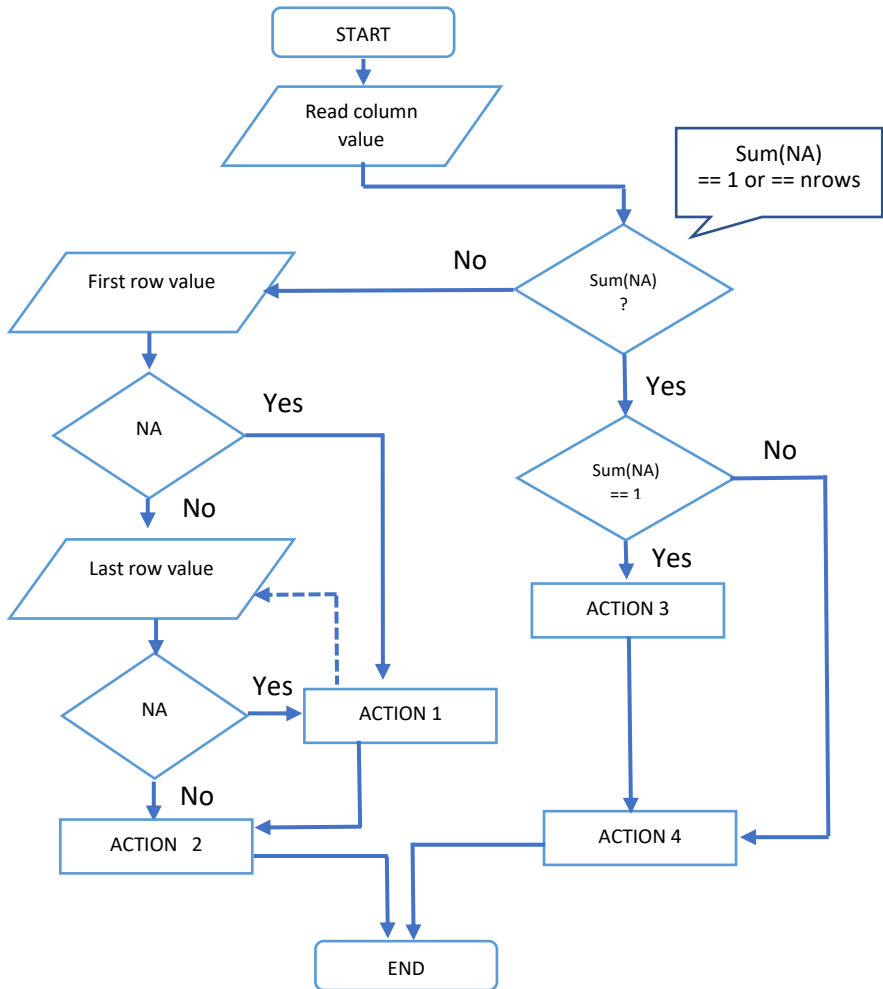 START
Read column
value
Sum(NA)
== 1 or == nrows
No
First row value
Sum(NA)
?
Yes
Yes
NA
No
Sum(NA)
== 1
No
Yes
Last row value
ACTION 3
Yes
NA
ACTION 1
No
ACTION 2
ACTION 4
END